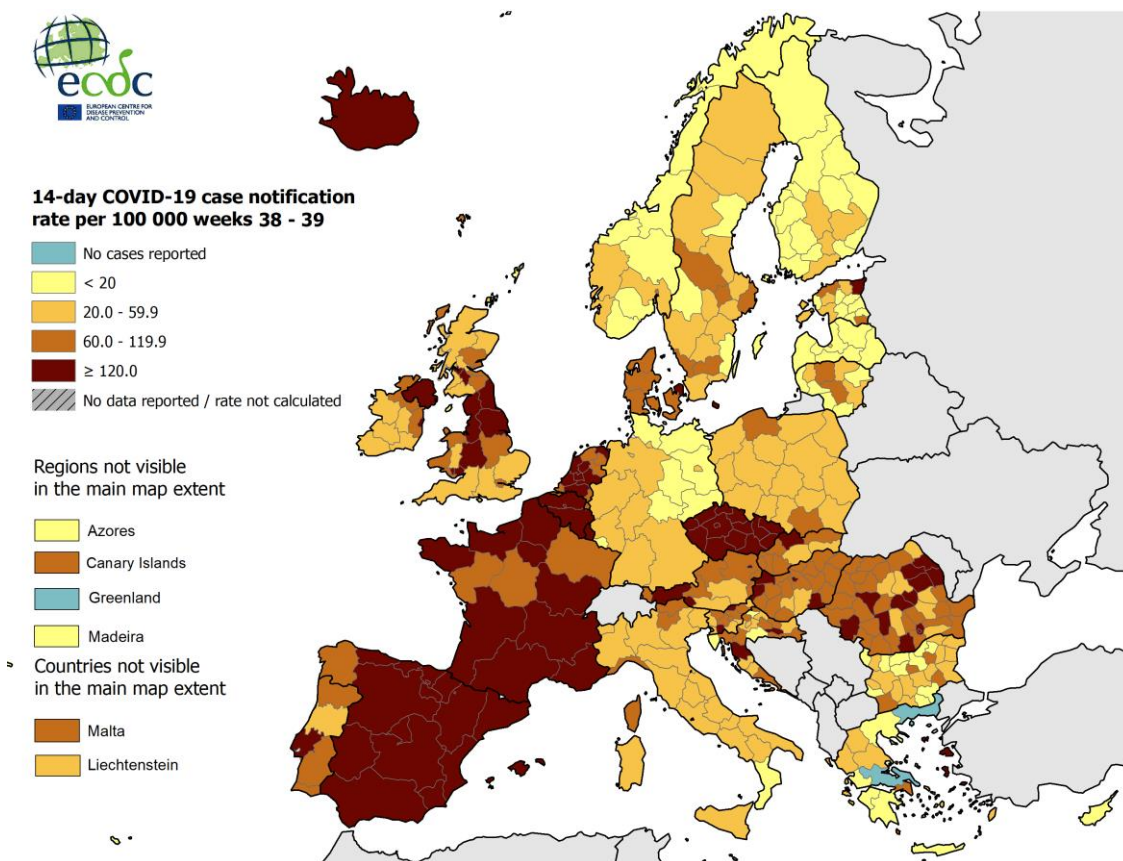 ecdc
EUROPEAN CENTRE FOR
DISEASE PREVENTION
AND CONTROL
14-day COVID-19 case notification
rate per 100 000 weeks 38 - 39
No cases reported
< 20
20.0 - 59.9
60.0 - 119.9
≥ 120.0
No data reported / rate not calculated
Regions not visible
in the main map extent
Azores
Canary Islands
Greenland
Madeira
Countries not visible
in the main map extent
Malta
Liechtenstein